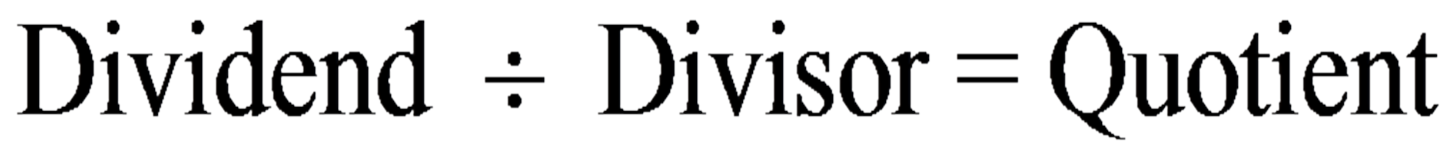 Dividend ÷ Divisor = Quotient